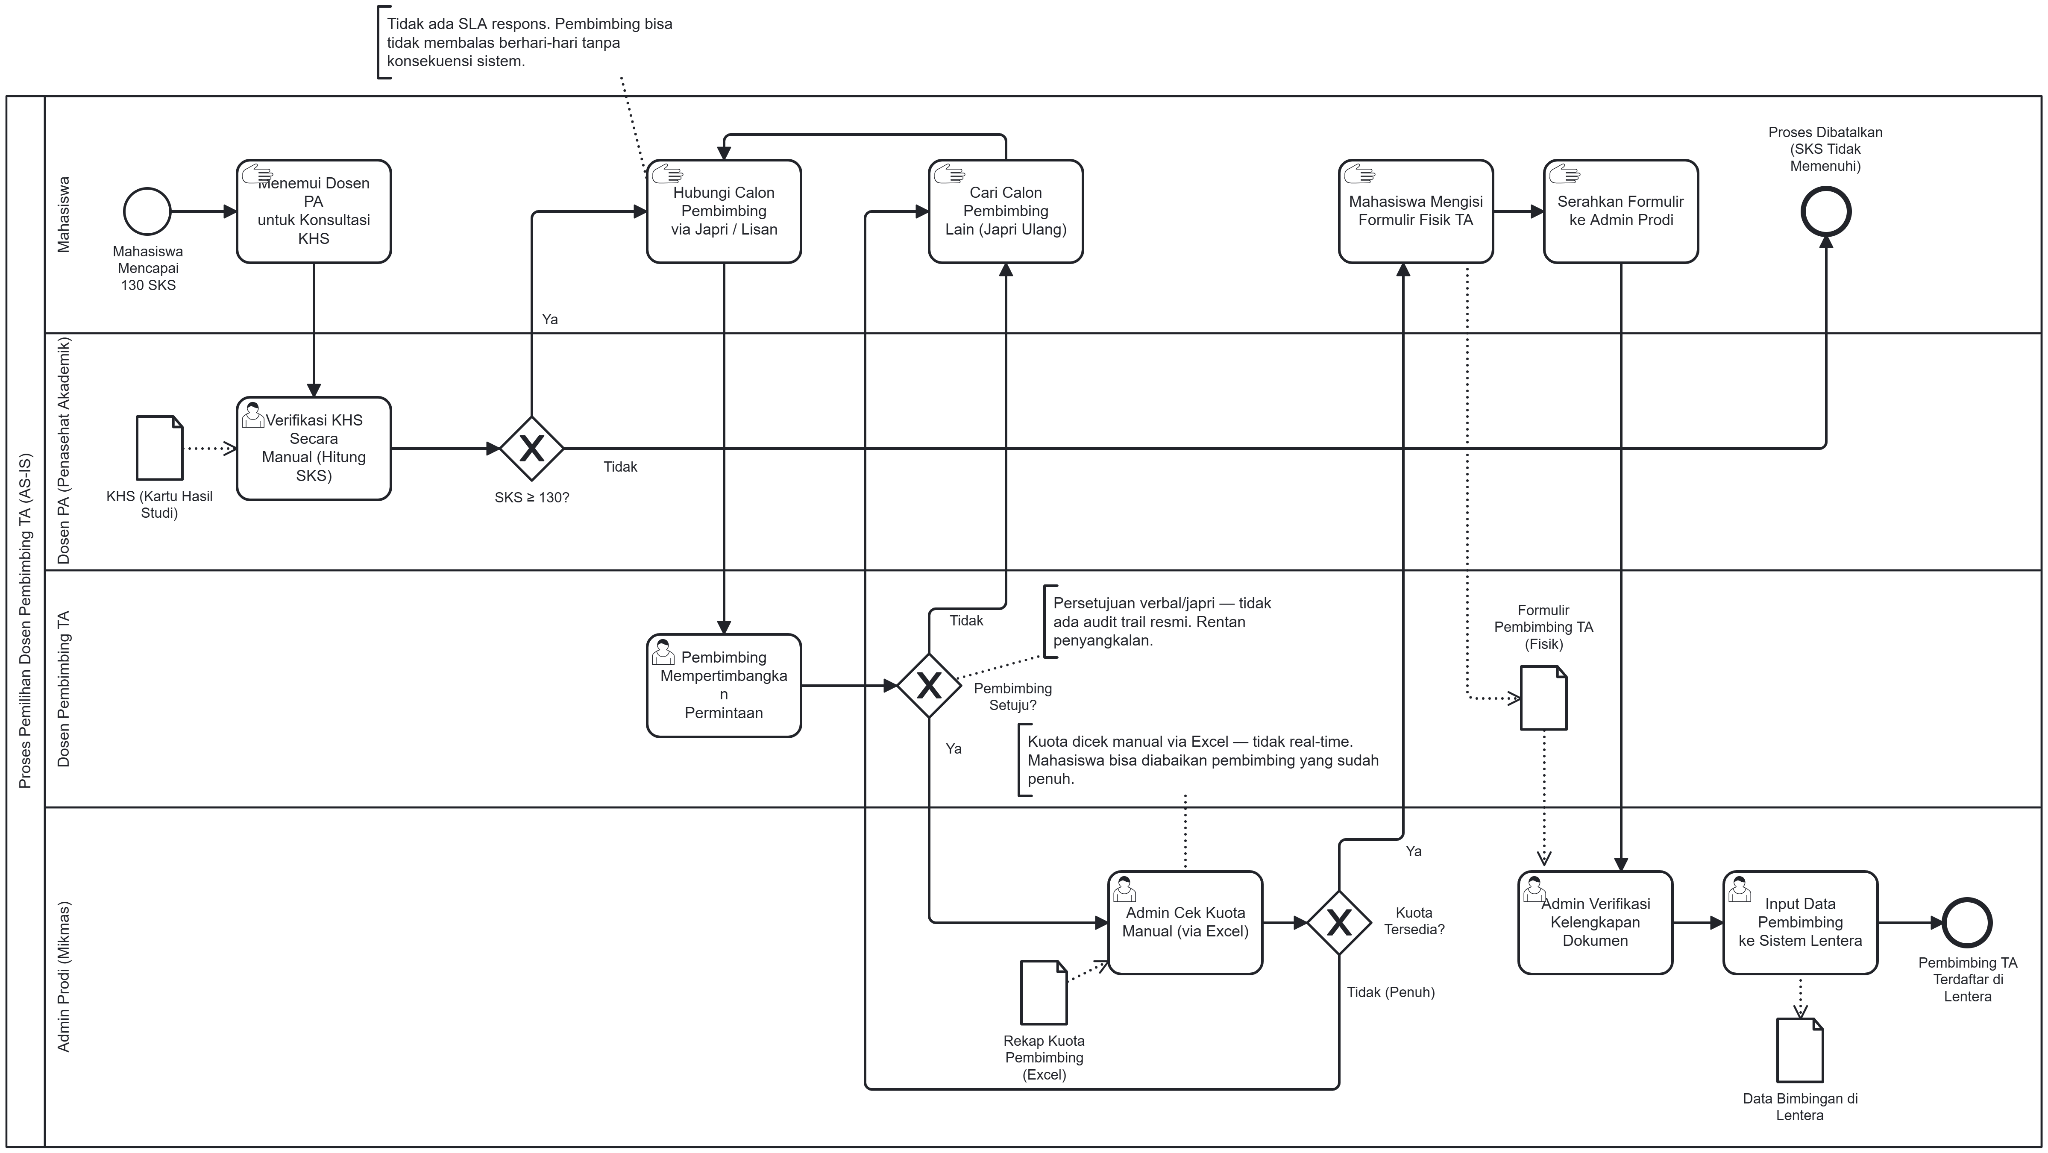 Tidak ada SLA respons. Pembimbing bisa
tidak membalas berhari-hari tanpa
konsekuensi sistem.
Proses Pemilihan Dosen Pembimbing TA (AS-IS)
Mahasiswa
Mahasiswa
Mencapai
130 SKS
Menemui Dosen
PA
untuk Konsultasi
KHS
Ya
Hubungi Calon
Pembimbing
via Japri / Lisan
Cari Calon
Pembimbing
Lain (Japri Ulang)
Mahasiswa Mengisi
Formulir Fisik TA
Serahkan Formulir
ke Admin Prodi
Proses Dibatalkan
(SKS Tidak
Memenuhi)
Dosen PA (Penasehat Akademik)
KHS (Kartu Hasil
Studi)
Verifikasi KHS
Secara
Manual (Hitung
SKS)
X
SKS ≥ 130?
Tidak
Dosen Pembimbing TA
Pembimbing
Mempertimbangka
n
Permintaan
X
Tidak
Pembimbing
Setuju?
Ya
Persetujuan verbal/japri — tidak
ada audit trail resmi. Rentan
penyangkalan.
Kuota dicek manual via Excel — tidak real-time.
Mahasiswa bisa diabaikan pembimbing yang sudah
penuh.
Formulir
Pembimbing TA
(Fisik)
Admin Prodi (Mikmas)
Admin Cek Kuota
Manual (via Excel)
Rekap Kuota
Pembimbing
(Excel)
X
Ya
Kuota
Tersedia?
Tidak (Penuh)
Admin Verifikasi
Kelengkapan
Dokumen
Input Data
Pembimbing
ke Sistem Lentera
Data Bimbingan di
Lentera
Pembimbing TA
Terdaftar di
Lentera